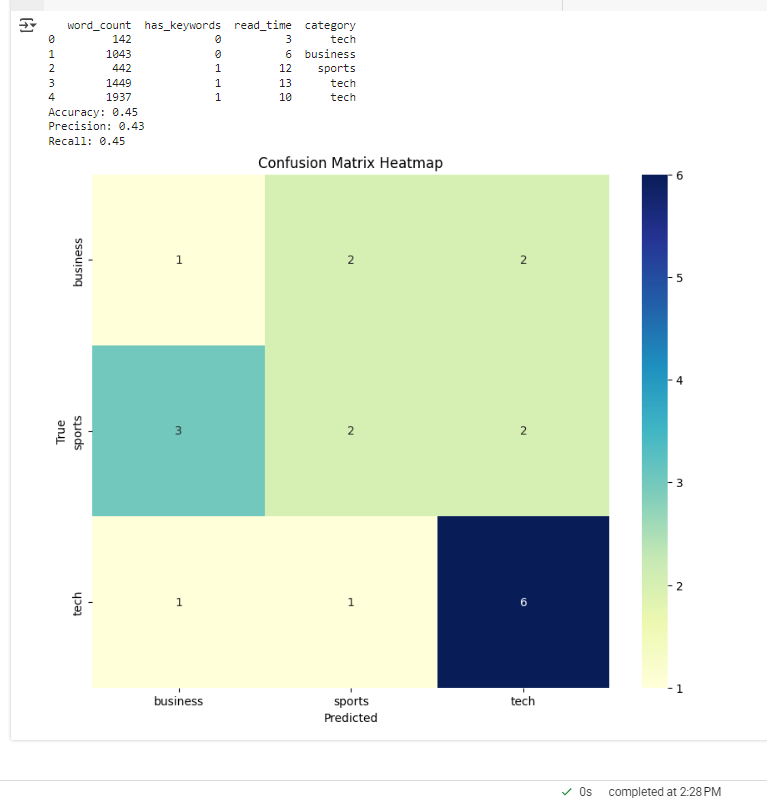 word_count has_keywords read_time category
0 142 0 3 tech
1 1043 0 6 business
2 442 1 12 sports
3 1449 1 13 tech
4 1937 1 10 tech
Accuracy: 0.45
Precision: 0.43
Recall: 0.45
Confusion Matrix Heatmap
6
5
4
3
2
1
True
business
1 2 2
sports
3 2 2
tech
1 1 6
business sports tech
Predicted
0s completed at 2:28 PM